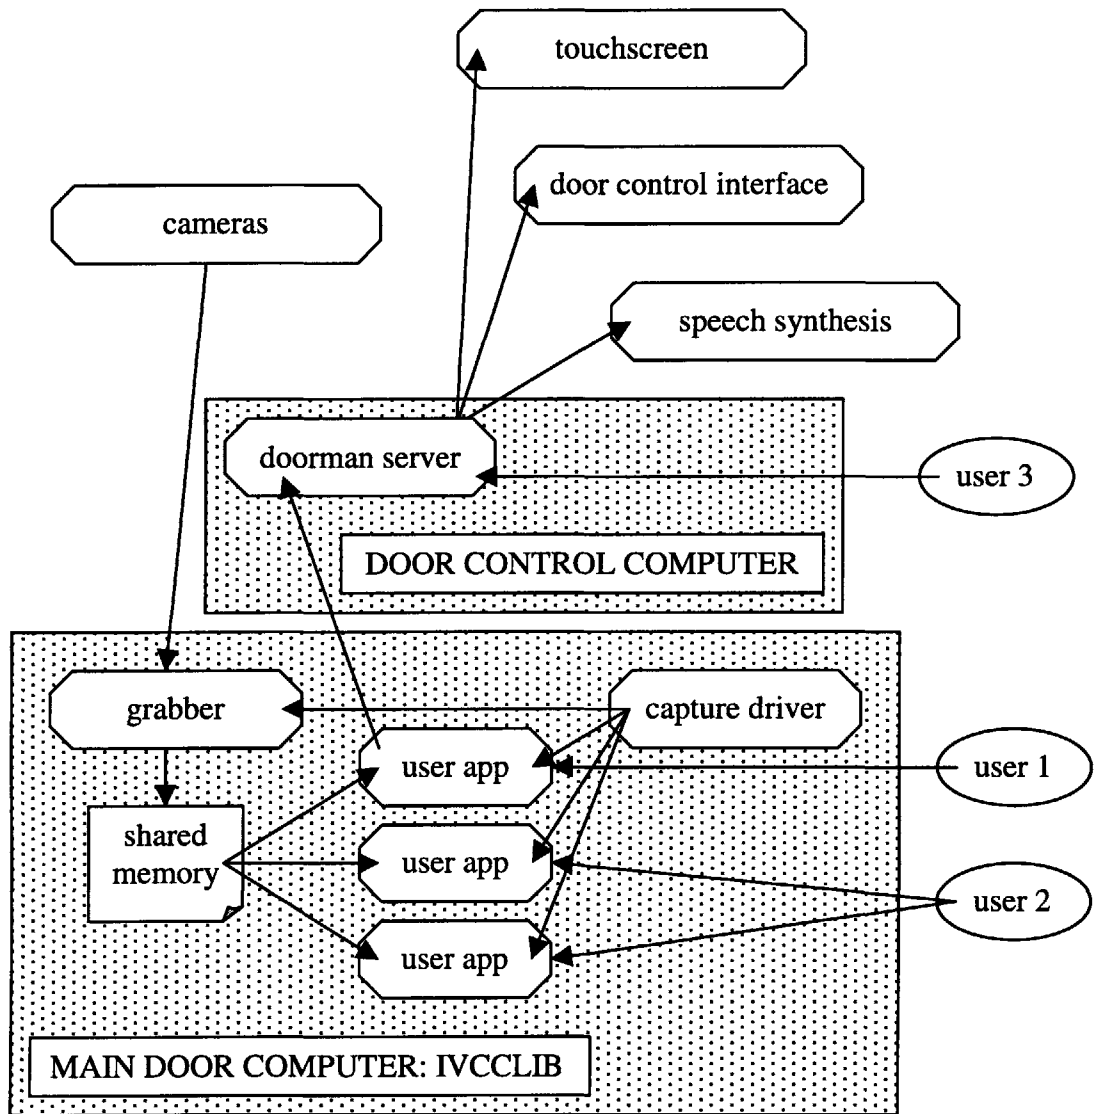 touchscreen
door control interface
cameras
speech synthesis
doorman server
user 3
DOOR CONTROL COMPUTER
grabber
capture driver
user app
user 1
shared
memory
user app
user 2
user app
MAIN DOOR COMPUTER: IVCCLIB